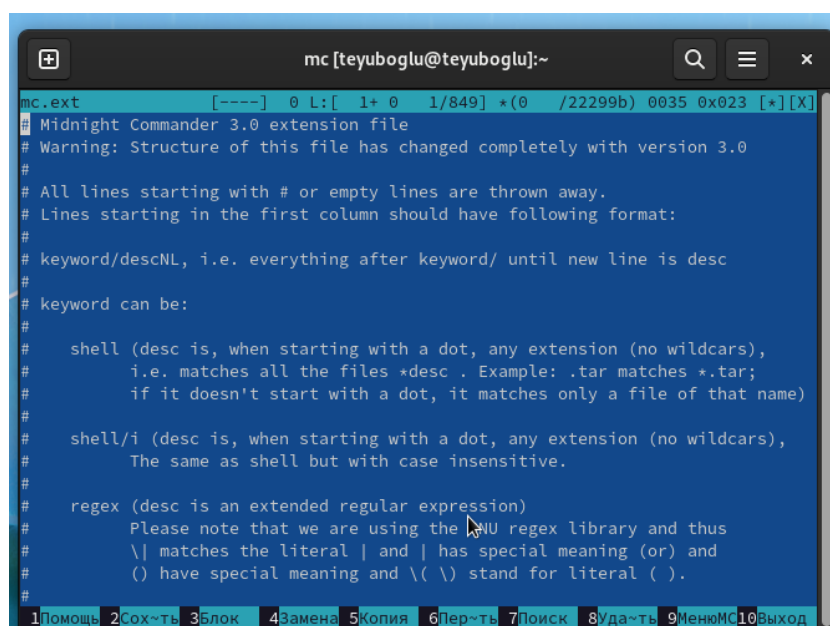 mc [teyuboglu@teyuboglu]:~
mc.ext [----] 0 L:[ 1+ 0 1/849] *(0 /22299b) 0035 0x023 [*][X]
# Midnight Commander 3.0 extension file
# Warning: Structure of this file has changed completely with version 3.0
#
# All lines starting with # or empty lines are thrown away.
# Lines starting in the first column should have following format:
#
# keyword/descNL, i.e. everything after keyword/ until new line is desc
#
# keyword can be:
#
# shell (desc is, when starting with a dot, any extension (no wildcars),
# i.e. matches all the files *desc . Example: .tar matches *.tar;
# if it doesn't start with a dot, it matches only a file of that name)
#
# shell/i (desc is, when starting with a dot, any extension (no wildcars),
# The same as shell but with case insensitive.
#
# regex (desc is an extended regular expression)
# Please note that we are using the GNU regex library and thus
# \| matches the literal | and | has special meaning (or) and
# () have special meaning and \( \) stand for literal ( ).
#
1Помощь 2Сох~ть 3Блок 4Замена 5Копия 6Пер~ть 7Поиск 8Уда~ть 9МенюMC 10Выход